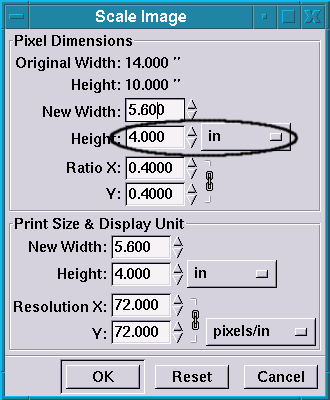 Scale Image
Pixel Dimensions
Original Width: 14.000 ''
Height: 10.000 ''
New Width: 5.600
Height: 4.000 in
Ratio X: 0.4000
Y: 0.4000
Print Size & Display Unit
New Width: 5.600
Height: 4.000 in
Resolution X: 72.000
Y: 72.000 pixels/in
OK Reset Cancel